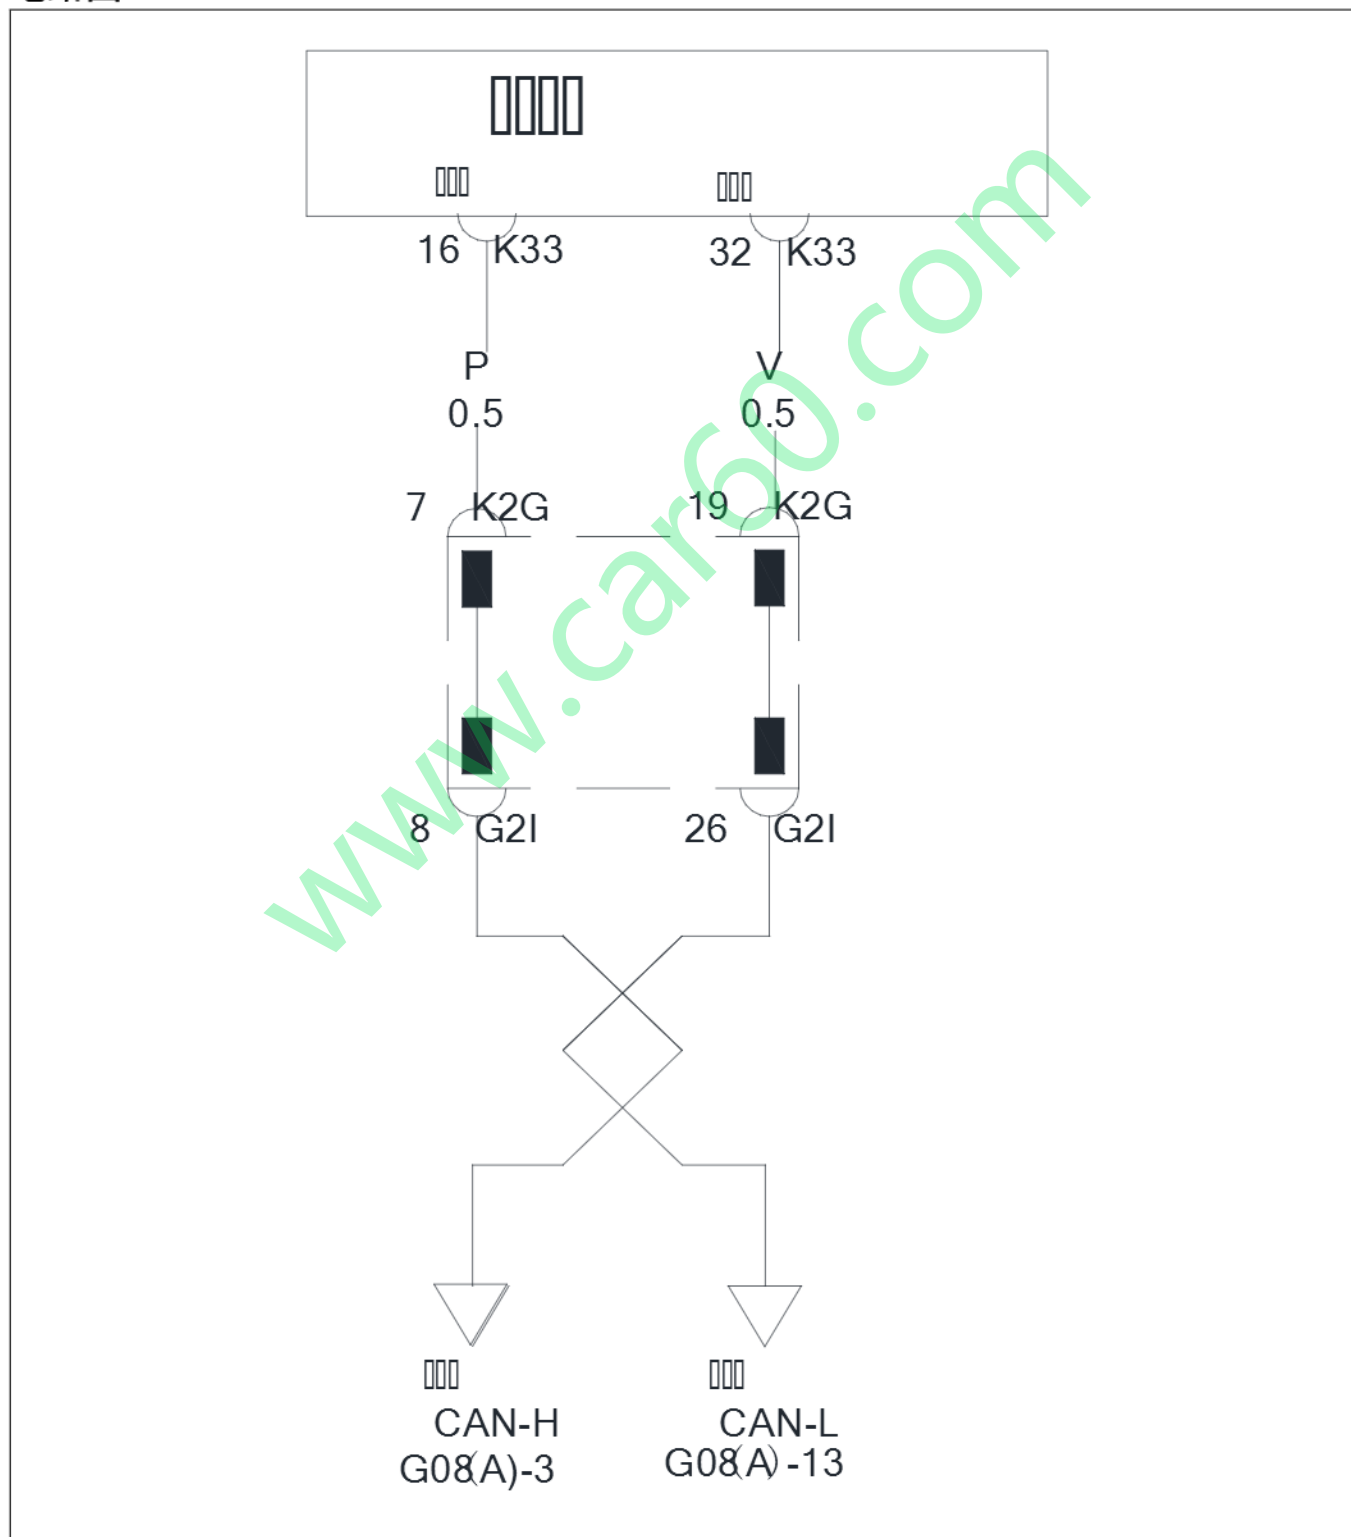 16 K33
32 K33
P
V
0.5
0.5
7 K2G
19 K2G
8 G2I
26 G2I
CAN-H
CAN-L
G08(A)-3
G08(A)-13
www.car60.com